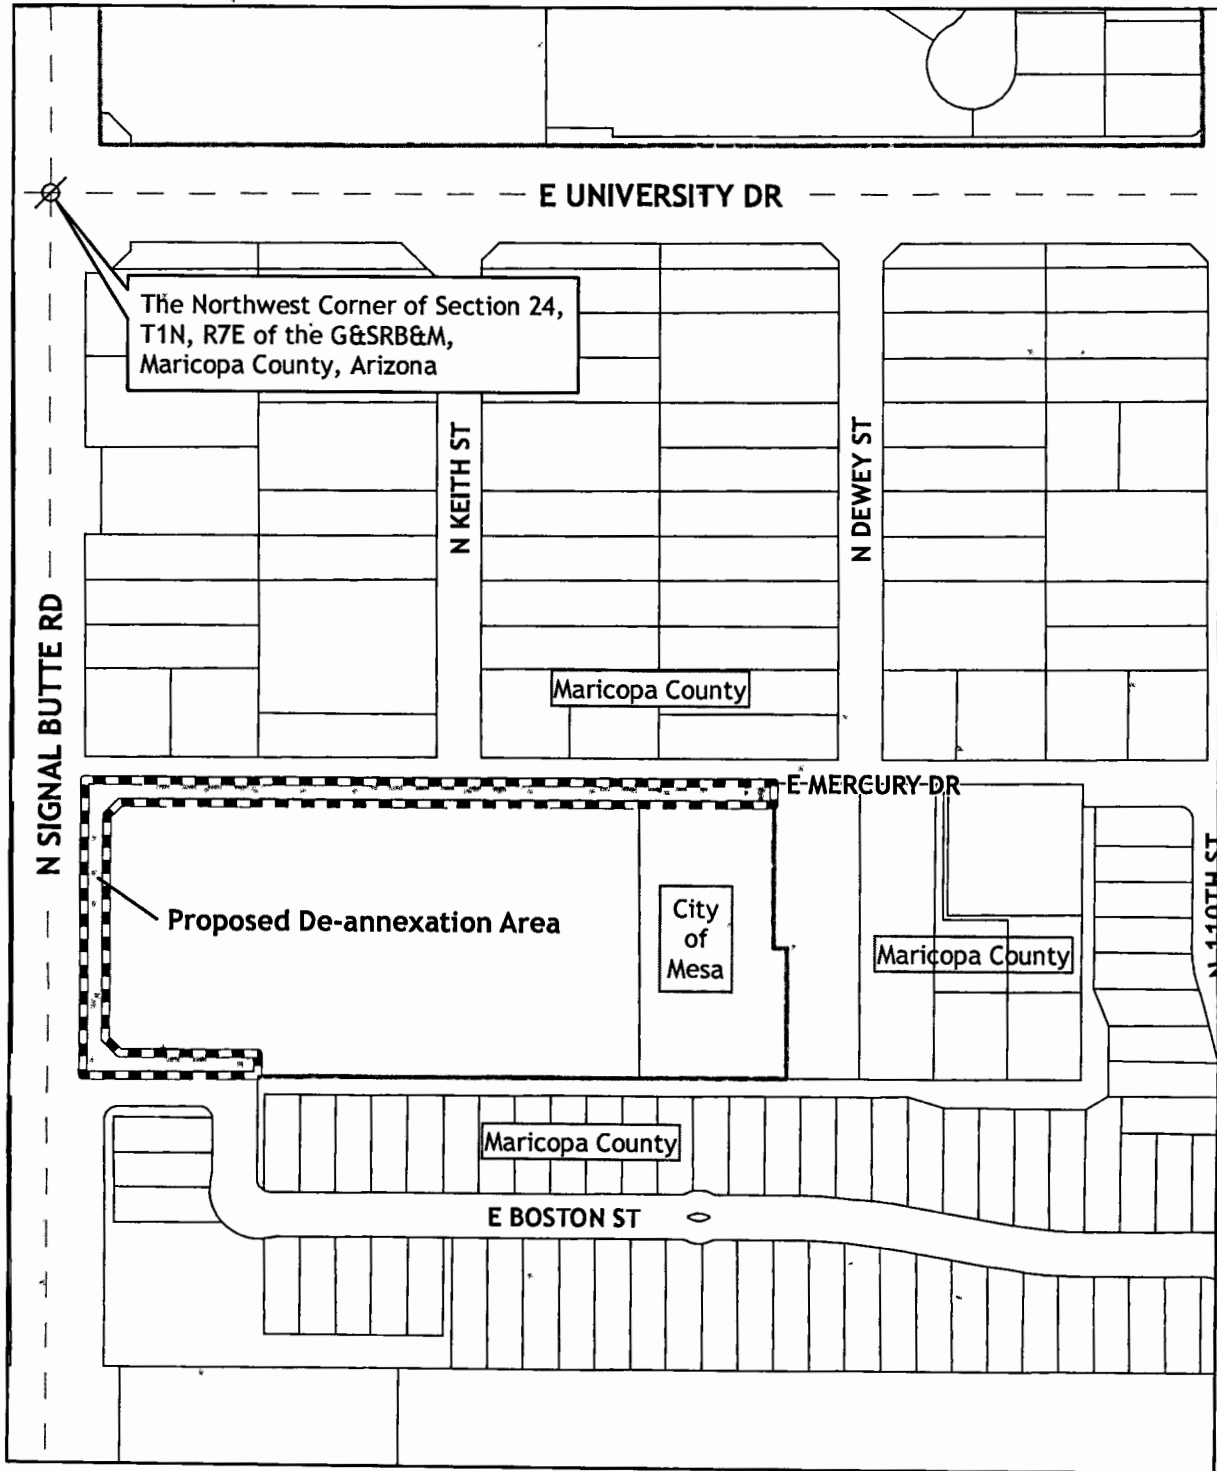 E UNIVERSITY DR
The Northwest Corner of Section 24,
T1N, R7E of the G&SRB&M,
Maricopa County, Arizona
N KEITH ST
N DEWEY ST
N SIGNAL BUTTE RD
Maricopa County
E MERCURY DR
Proposed De-annexation Area
City
of
Mesa
Maricopa County
N 110TH ST
Maricopa County
E BOSTON ST